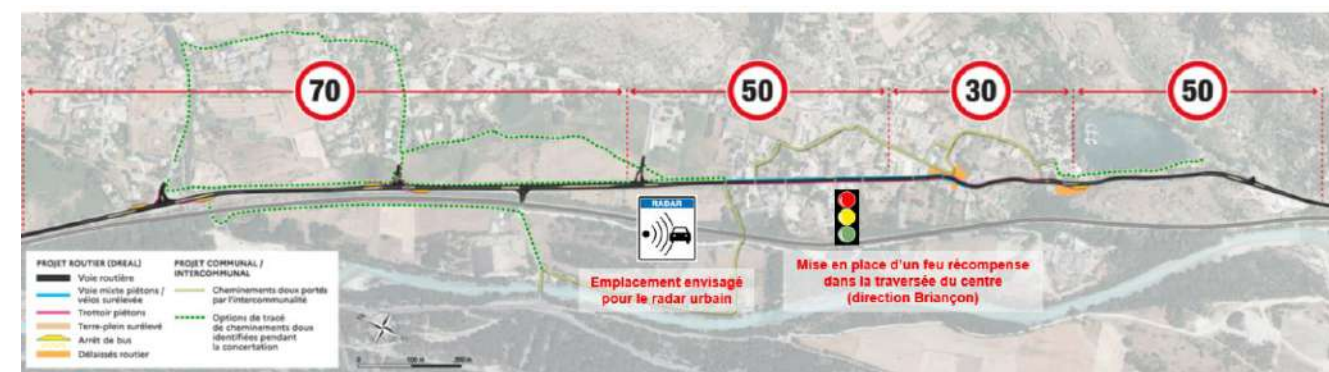 70
50
30
50
RADAR
Emplacement envisagé
pour le radar urbain
Mise en place d'un feu récompense
dans la traversée du centre
(direction Briançon)
PROJET ROUTIER (DREAL)
Voie routière
Voie mixte piétons /
vélos surélevée
Trottoir piétons
Terre-plein surélevé
Arrêt de bus
Délaissés routier
PROJET COMMUNAL /
INTERCOMMUNAL
Cheminements doux portés
par l'intercommunalité
Options de tracé
de cheminements doux
identifiées pendant
la concertation
0 100 m 200 m